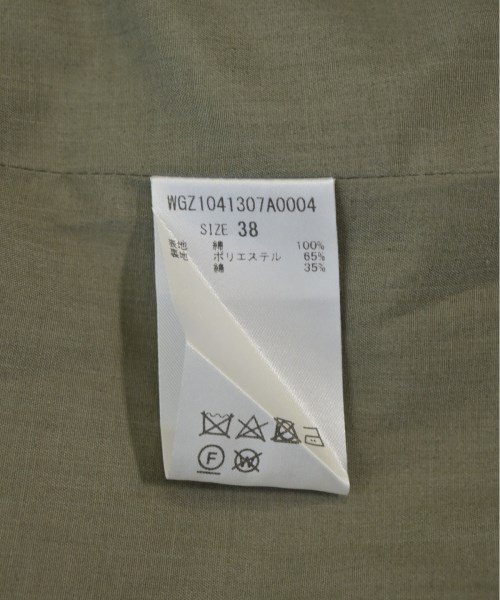 WGZ1041307A0004
SIZE 38
表地 綿 100%
裏地 ポリエステル 65%
綿 35%
F
W